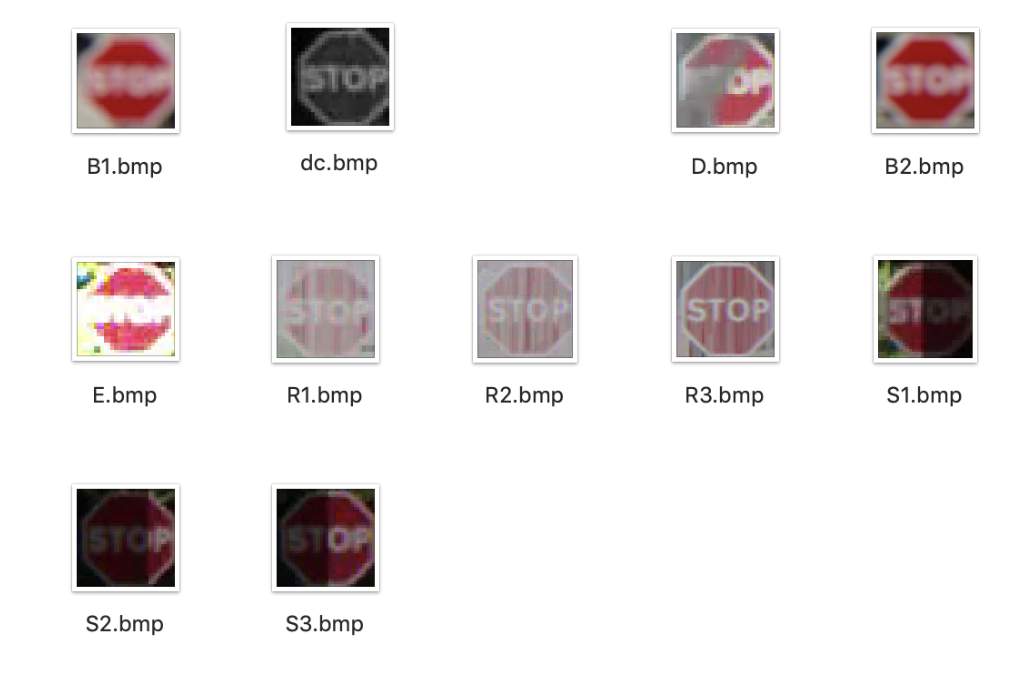 STOP STOP OP STOP
B1.bmp dc.bmp D.bmp B2.bmp
STOP STOP STOP STOP
E.bmp R1.bmp R2.bmp R3.bmp S1.bmp
STOP STOP
S2.bmp S3.bmp